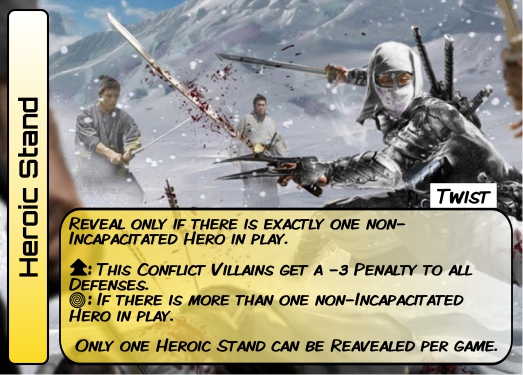 Heroic Stand
Twist
Reveal only if there is exactly one non-
Incapacitated Hero in play.
: This Conflict Villains get a -3 Penalty to all
Defenses.
: If there is more than one non-Incapacitated
Hero in play.
Only one Heroic Stand can be Reavealed per game.